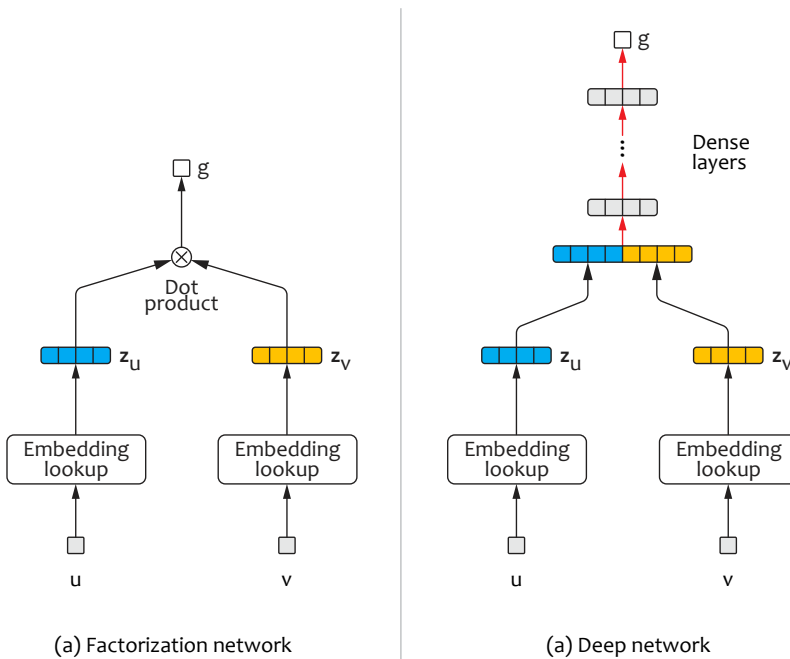 g
Dot
product
z_u
z_v
Embedding
lookup
Embedding
lookup
u
v
(a) Factorization network
g
Dense
layers
z_u
z_v
Embedding
lookup
Embedding
lookup
u
v
(a) Deep network